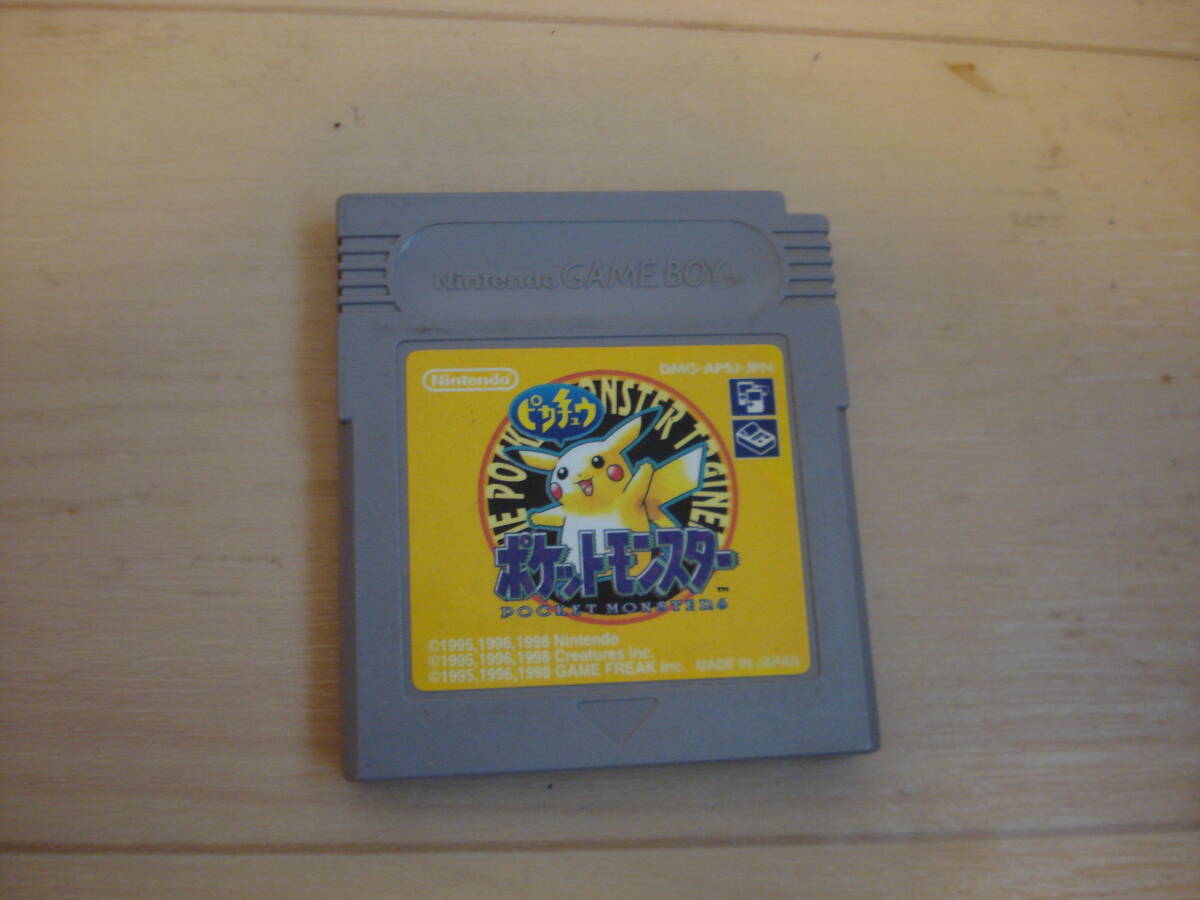 Nintendo GAME BOY™
Nintendo
DMG-APSJ-JPN
ピカチュウ
ポケットモンスター
™
POCKET MONSTERS
©1995,1996,1998 Nintendo
©1995,1996,1998 Creatures inc.
©1995,1996,1998 GAME FREAK inc.
MADE IN JAPAN